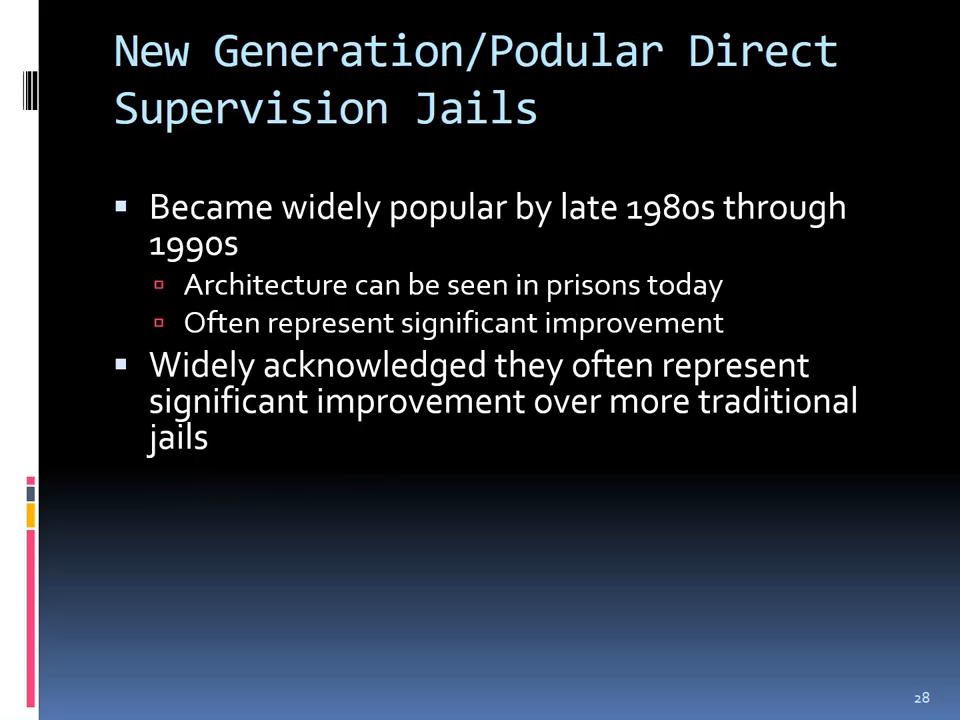 New Generation/Podular Direct
Supervision Jails
Became widely popular by late 1980s through
1990s
Architecture can be seen in prisons today
Often represent significant improvement
Widely acknowledged they often represent
significant improvement over more traditional
jails
28